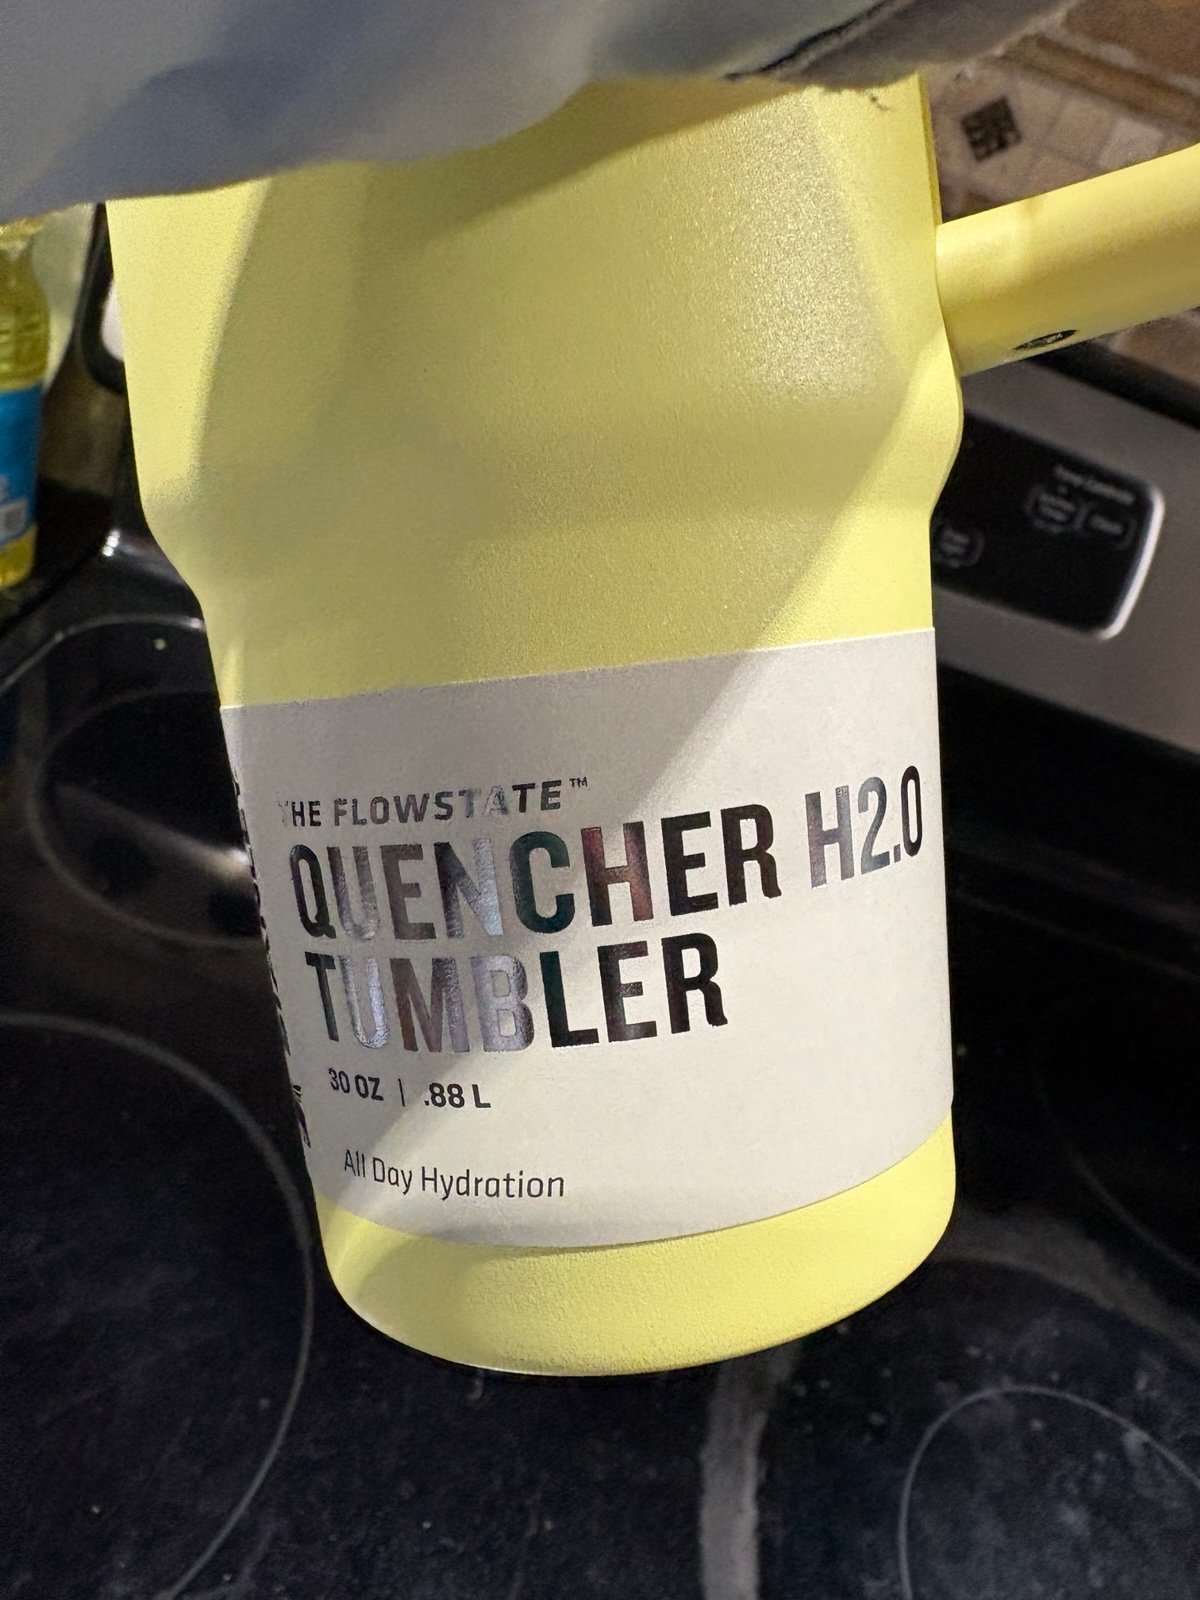 THE FLOWSTATE™
QUENCHER H2.0
TUMBLER
30 OZ | .88 L
All Day Hydration